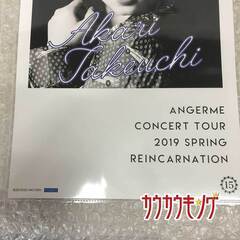 Akari
Takeuchi
ANGERME
CONCERT TOUR
2019 SPRING
REINCARNATION
15
カウカウキング